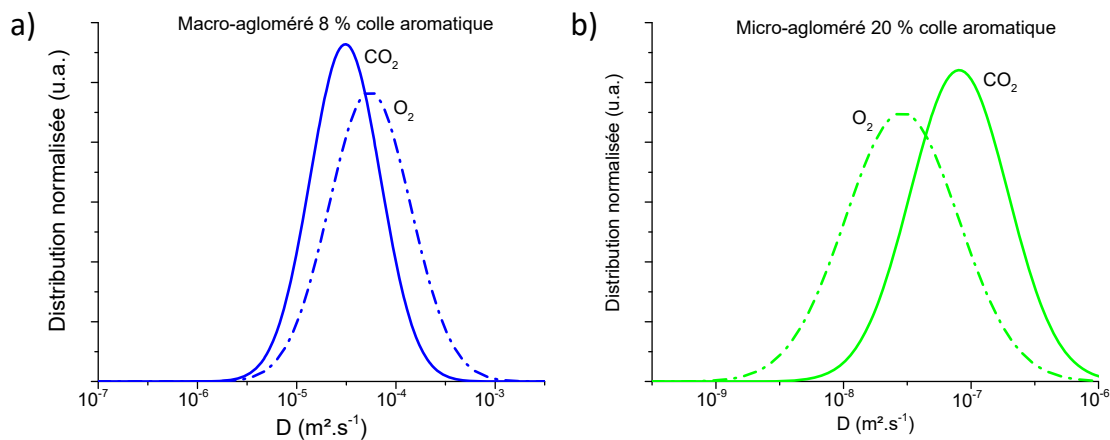 a)
Macro-aggloméré 8 % colle aromatique
CO₂
O₂
Distribution normalisée (u.a.)
10⁻⁷ 10⁻⁶ 10⁻⁵ 10⁻⁴ 10⁻³
D (m².s⁻¹)
b)
Micro-aggloméré 20 % colle aromatique
CO₂
O₂
Distribution normalisée (u.a.)
10⁻⁹ 10⁻⁸ 10⁻⁷ 10⁻⁶
D (m².s⁻¹)